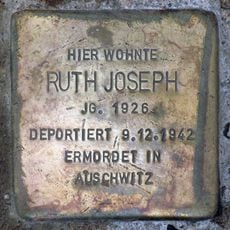 HIER WOHNTE
RUTH JOSEPH
JG. 1926
DEPORTIERT 9.12.1942
ERMORDET IN
AUSCHWITZ